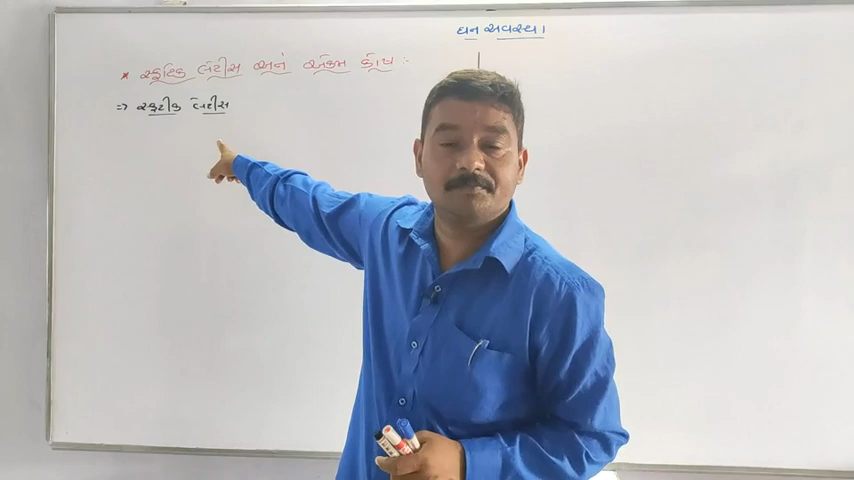 ઘન અવસ્થા
* સ્ફટિક લેટીસ અને એકમ કોષ :-
⇒ સ્ફટીક લેટીસ